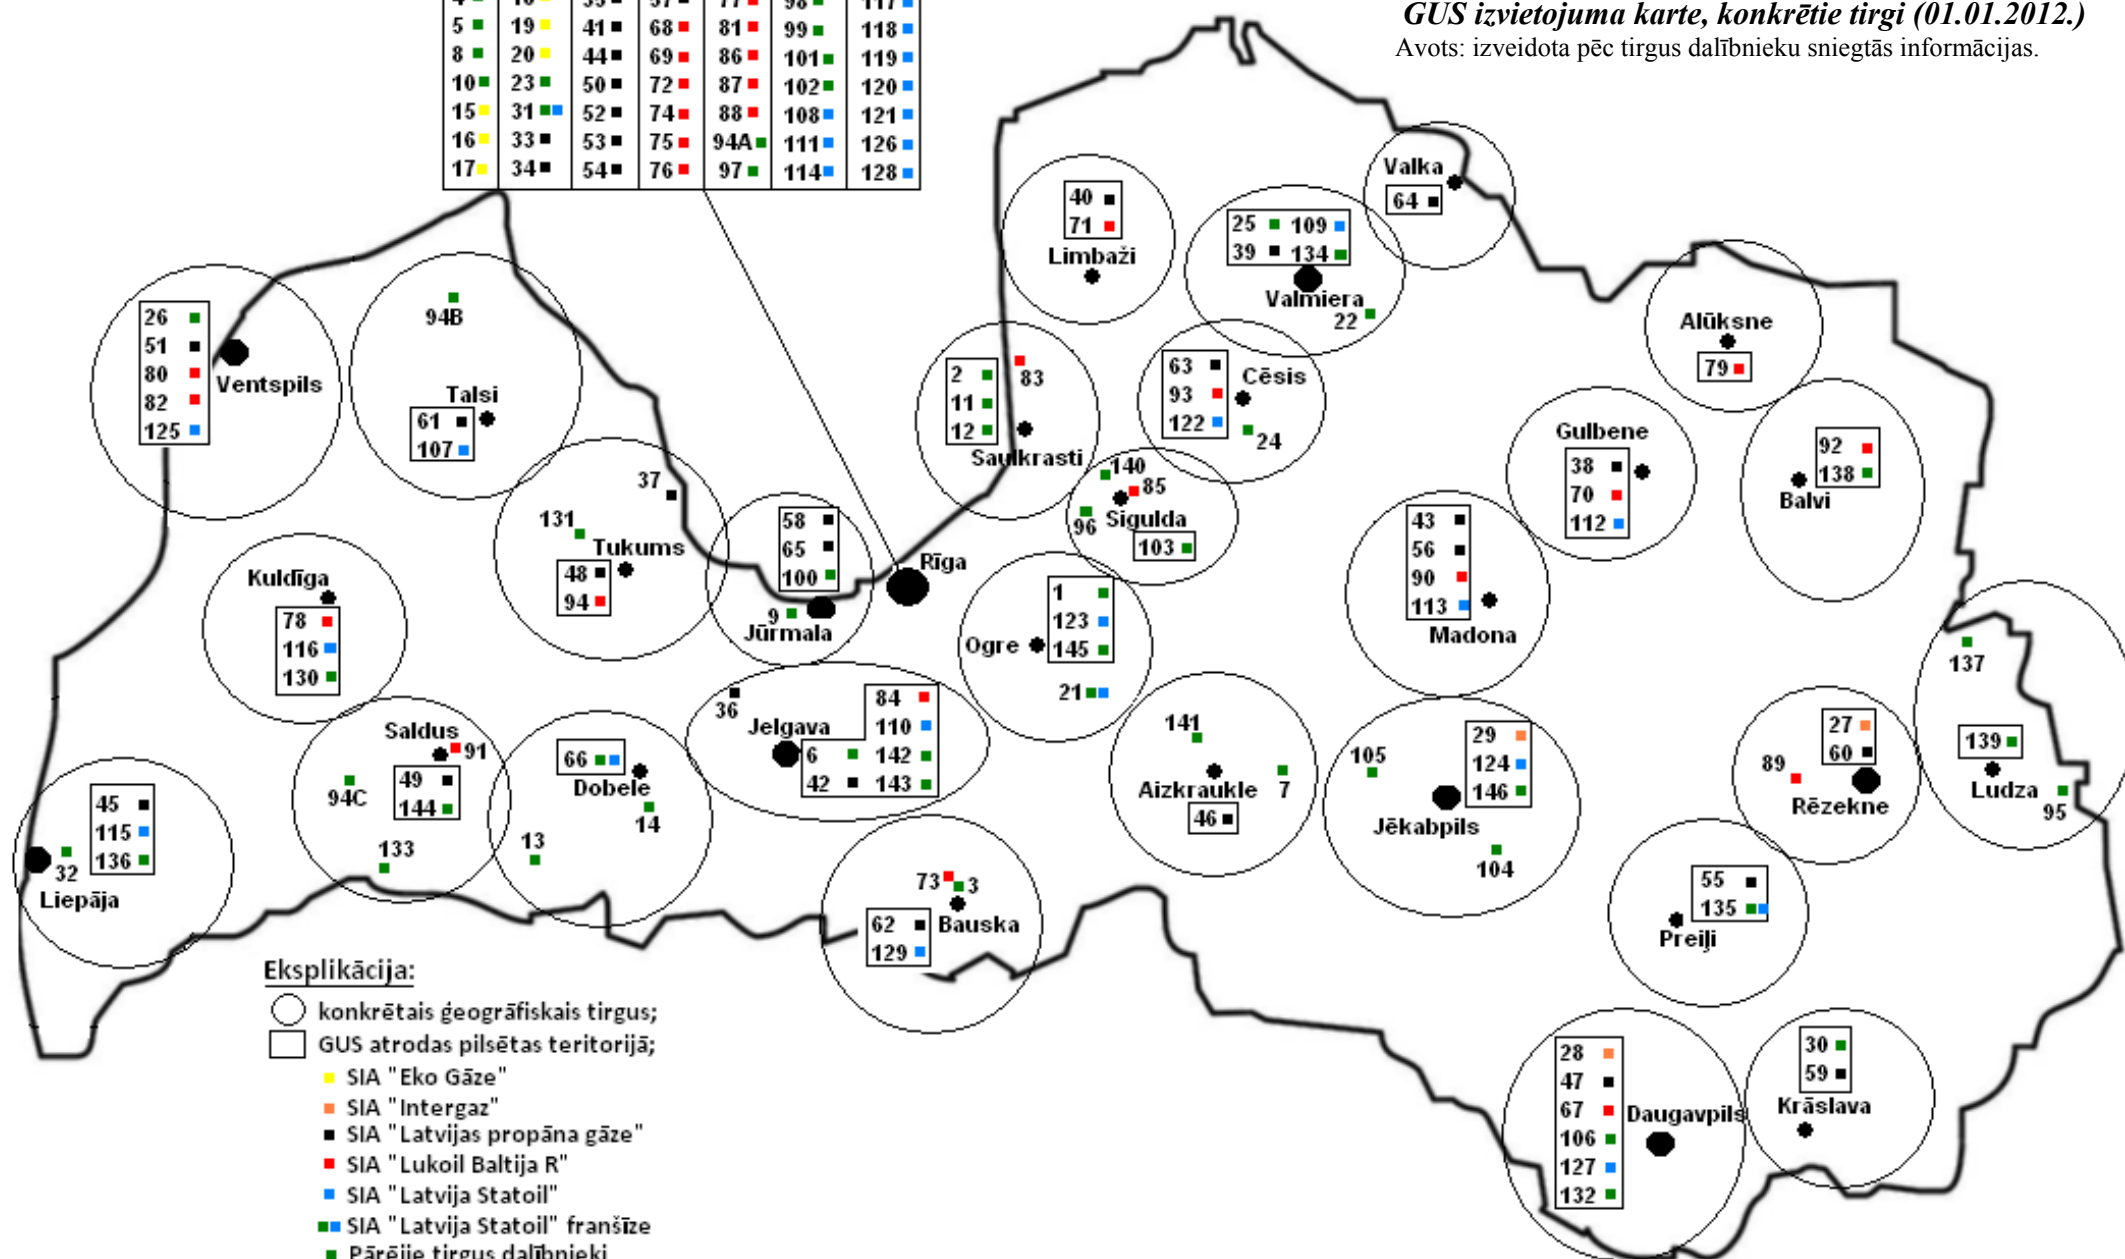 GUS izvietojuma karte, konkrētie tirgi (01.01.2012.)
Avots: izveidota pēc tirgus dalībnieku sniegtās informācijas.
5 19 41 68 81 99 118
8 20 44 69 86 101 119
10 23 50 72 87 102 120
15 31 52 74 88 108 121
16 33 53 75 94A 111 126
17 34 54 76 97 114 128
Valka
64
40
71
Limbaži
25 109
39 134
Valmiera
22
Alūksne
79
26
51
80
82
125
Ventspils
94B
Talsi
61
107
2
11
12
83
Saulkrasti
63
93
122
Cēsis
24
Gulbene
38
70
112
92
138
Balvi
37
131
Tukums
48
94
58
65
100
9
Jūrmala
Rīga
140
85
96
Sigulda
103
43
56
90
113
Madona
Kuldīga
78
116
130
Ogre
1
123
145
21
137
139
Ludza
95
Saldus
91
94C
49
144
133
66
Dobele
14
13
36
Jelgava
84
110
6 142
42 143
141
Aizkraukle
7
46
105
29
124
146
Jēkabpils
104
27
60
89
Rēzekne
45
115
136
32
Liepāja
73
3
62
129
Bauska
55
135
Preiļi
28
47
67
106
127
132
Daugavpils
30
59
Krāslava
Eksplikācija:
konkrētais ģeogrāfiskais tirgus;
GUS atrodas pilsētas teritorijā;
SIA "Eko Gāze"
SIA "Intergaz"
SIA "Latvijas propāna gāze"
SIA "Lukoil Baltija R"
SIA "Latvija Statoil"
SIA "Latvija Statoil" franšīze
Pārējie tirgus dalībnieki